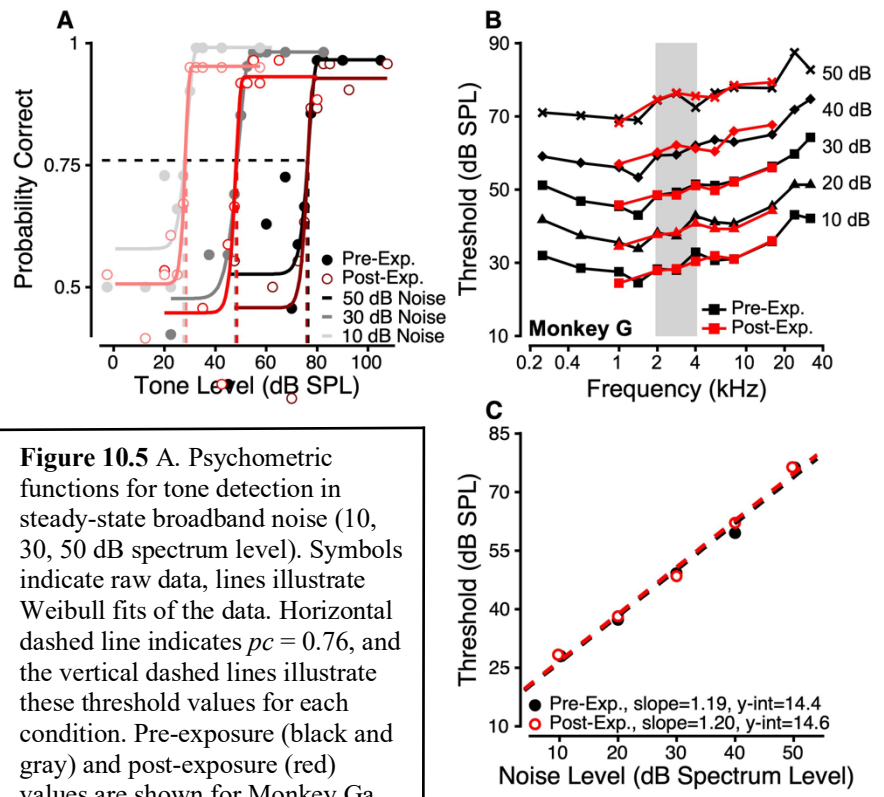 A
1
0.75
0.5
Probability Correct
Pre-Exp.
Post-Exp.
50 dB Noise
30 dB Noise
10 dB Noise
0 20 40 60 80 100
Tone Level (dB SPL)
B
90
70
50
30
10
Threshold (dB SPL)
50 dB
40 dB
30 dB
20 dB
10 dB
Pre-Exp.
Post-Exp.
Monkey G
0.2 0.4 1 2 4 10 20 40
Frequency (kHz)
C
85
70
55
40
25
10
Threshold (dB SPL)
Pre-Exp., slope=1.19, y-int=14.4
Post-Exp., slope=1.20, y-int=14.6
10 20 30 40 50
Noise Level (dB Spectrum Level)
Figure 10.5 A. Psychometric
functions for tone detection in
steady-state broadband noise (10,
30, 50 dB spectrum level). Symbols
indicate raw data, lines illustrate
Weibull fits of the data. Horizontal
dashed line indicates pc = 0.76, and
the vertical dashed lines illustrate
these threshold values for each
condition. Pre-exposure (black and
gray) and post-exposure (red)
values are shown for Monkey Ga